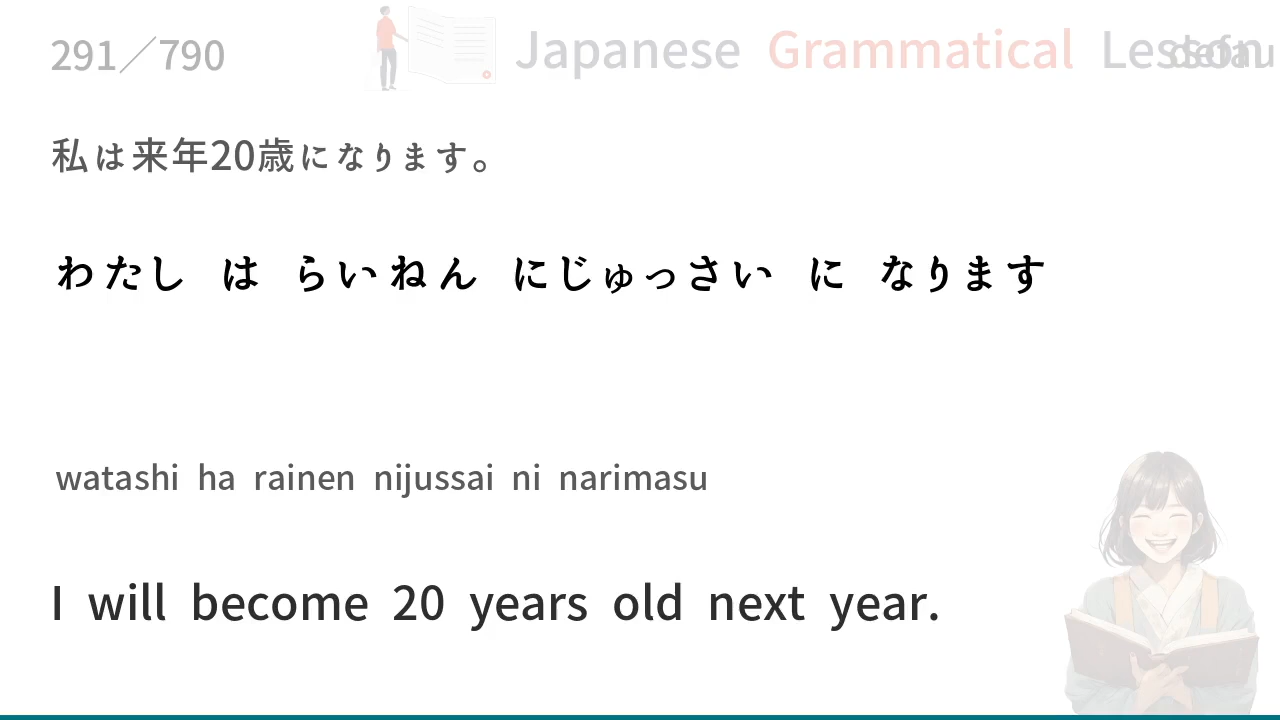 291／790
Japanese Grammatical Lesson
私は来年20歳になります。
わたし は らいねん にじゅっさい に なります
watashi ha rainen nijussai ni narimasu
I will become 20 years old next year.